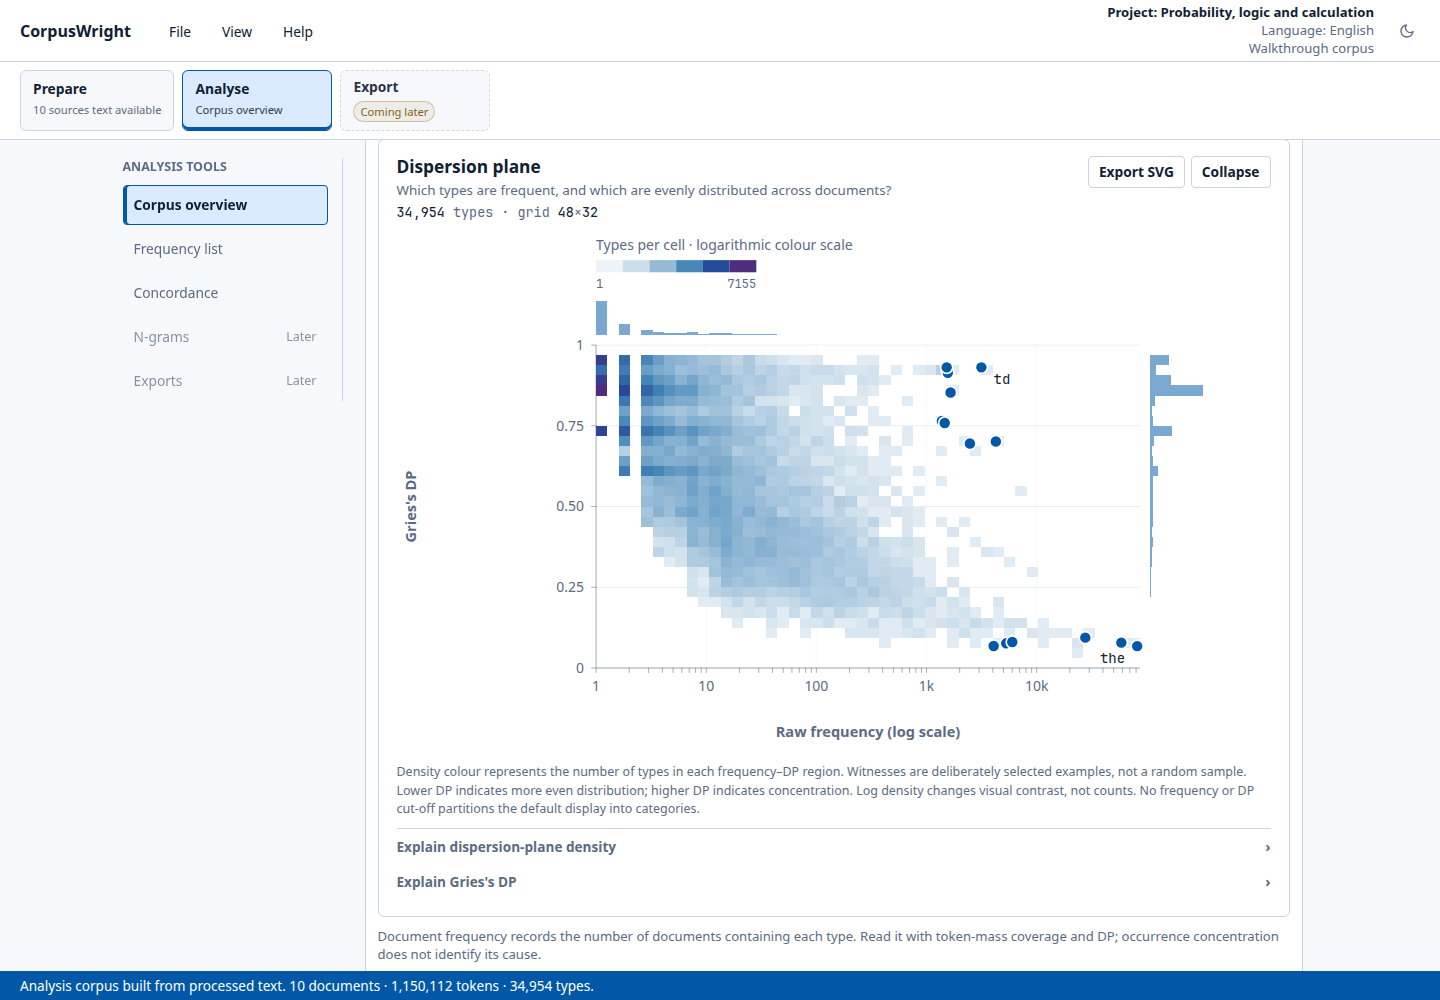 CorpusWright File View Help
Project: Probability, logic and calculation
Language: English
Walkthrough corpus
Prepare
10 sources text available
Analyse
Corpus overview
Export
Coming later
ANALYSIS TOOLS
Corpus overview
Frequency list
Concordance
N-grams Later
Exports Later
Dispersion plane
Export SVG Collapse
Which types are frequent, and which are evenly distributed across documents?
34,954 types · grid 48×32
Types per cell · logarithmic colour scale
1 7155
1
td
0.75
0.50
Gries's DP
0.25
the
0
1 10 100 1k 10k
Raw frequency (log scale)
Density colour represents the number of types in each frequency–DP region. Witnesses are deliberately selected examples, not a random sample.
Lower DP indicates more even distribution; higher DP indicates concentration. Log density changes visual contrast, not counts. No frequency or DP
cut-off partitions the default display into categories.
Explain dispersion-plane density ›
Explain Gries's DP ›
Document frequency records the number of documents containing each type. Read it with token-mass coverage and DP; occurrence concentration
does not identify its cause.
Analysis corpus built from processed text. 10 documents · 1,150,112 tokens · 34,954 types.